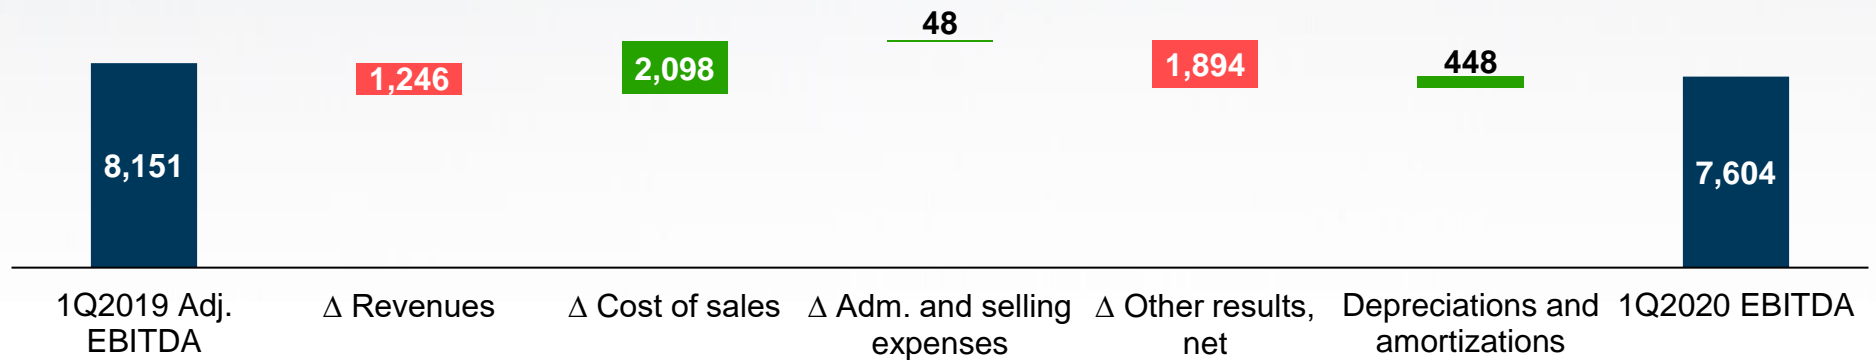 48
1,246
2,098
1,894
448
8,151
7,604
1Q2019 Adj.
EBITDA
∆ Revenues
∆ Cost of sales
∆ Adm. and selling
expenses
∆ Other results,
net
Depreciations and
amortizations
1Q2020 EBITDA